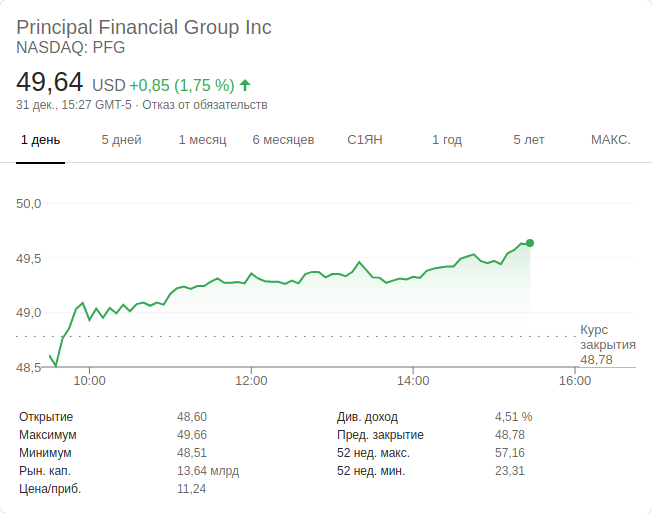 Principal Financial Group Inc
NASDAQ: PFG
49,64 USD +0,85 (1,75 %)
31 дек., 15:27 GMT-5 · Отказ от обязательств
1 день 5 дней 1 месяц 6 месяцев С1ЯН 1 год 5 лет МАКС.
50,0
49,5
49,0
Курс
закрытия
48,78
48,5
10:00 12:00 14:00 16:00
Открытие 48,60 Див. доход 4,51 %
Максимум 49,66 Пред. закрытие 48,78
Минимум 48,51 52 нед. макс. 57,16
Рын. кап. 13,64 млрд 52 нед. мин. 23,31
Цена/приб. 11,24